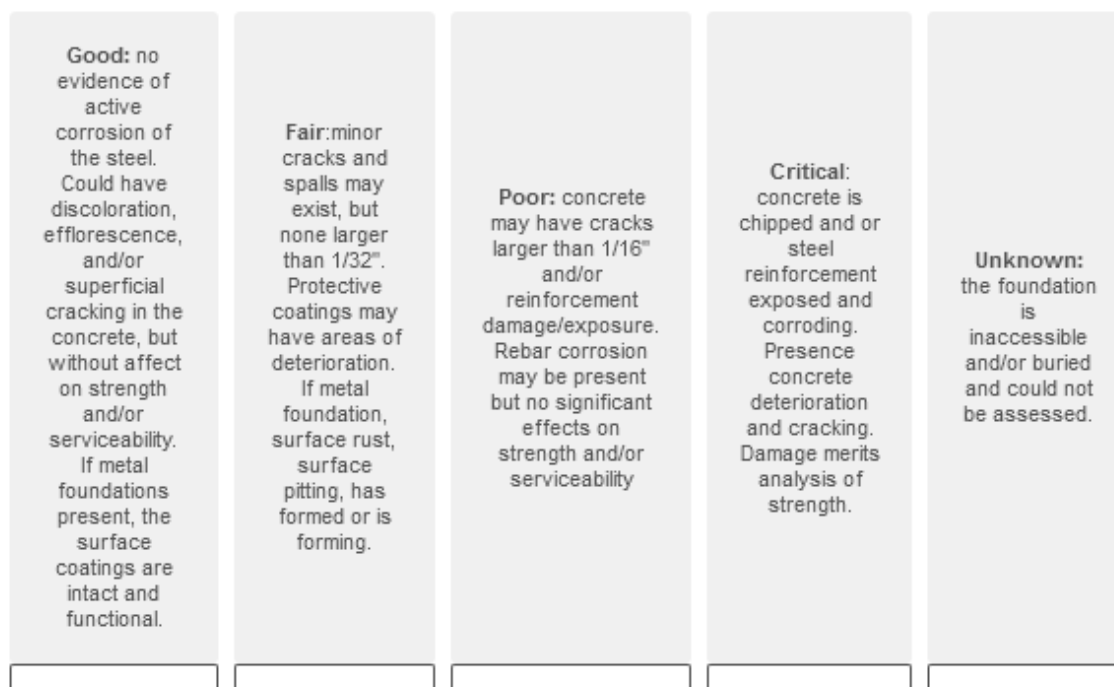 Good: no
evidence of
active
corrosion of
the steel.
Could have
discoloration,
efflorescence,
and/or
superficial
cracking in the
concrete, but
without affect
on strength
and/or
serviceability.
If metal
foundations
present, the
surface
coatings are
intact and
functional.
Fair:minor
cracks and
spalls may
exist, but
none larger
than 1/32".
Protective
coatings may
have areas of
deterioration.
If metal
foundation,
surface rust,
surface
pitting, has
formed or is
forming.
Poor: concrete
may have cracks
larger than 1/16"
and/or
reinforcement
damage/exposure.
Rebar corrosion
may be present
but no significant
effects on
strength and/or
serviceability
Critical:
concrete is
chipped and or
steel
reinforcement
exposed and
corroding.
Presence
concrete
deterioration
and cracking.
Damage merits
analysis of
strength.
Unknown:
the foundation
is
inaccessible
and/or buried
and could not
be assessed.